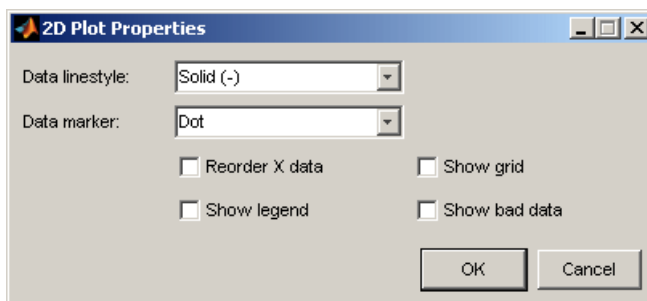 2D Plot Properties
Data linestyle: Solid (-)
Data marker: Dot
Reorder X data Show grid
Show legend Show bad data
OK Cancel